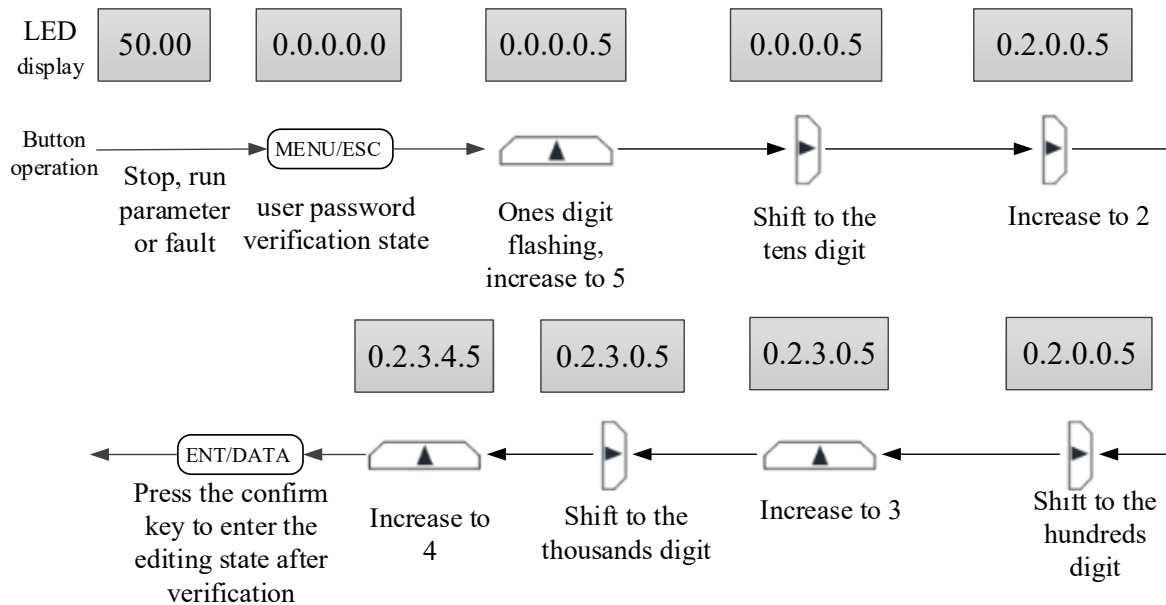 LED
display
50.00
0.0.0.0.0
0.0.0.0.5
0.0.0.0.5
0.2.0.0.5
Button
operation
MENU/ESC
Stop, run
parameter
or fault
user password
verification state
Ones digit
flashing,
increase to 5
Shift to the
tens digit
Increase to 2
0.2.3.4.5
0.2.3.0.5
0.2.3.0.5
0.2.0.0.5
ENT/DATA
Press the confirm
key to enter the
editing state after
verification
Increase to
4
Shift to the
thousands digit
Increase to 3
Shift to the
hundreds
digit